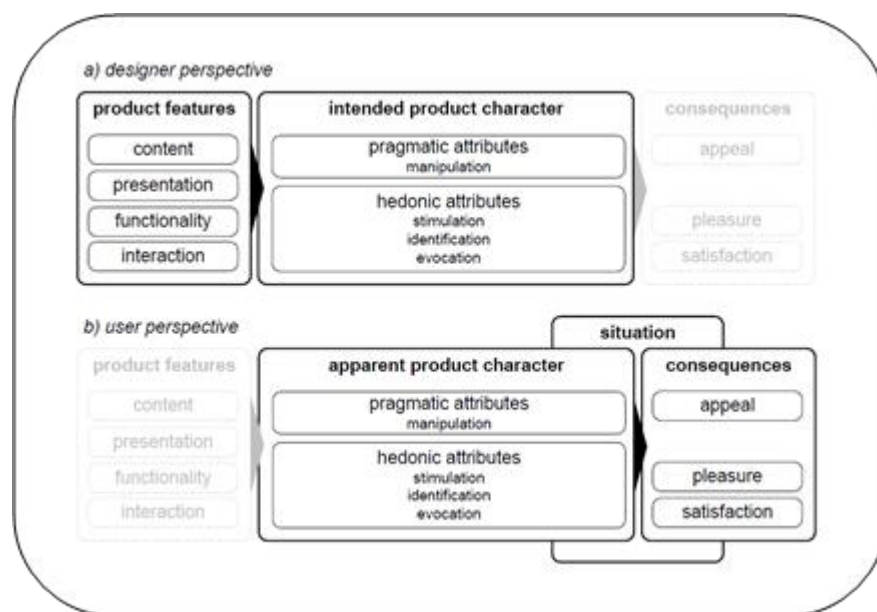 a) designer perspective
product features
content
presentation
functionality
interaction
intended product character
pragmatic attributes
manipulation
hedonic attributes
stimulation
identification
evocation
consequences
appeal
pleasure
satisfaction
b) user perspective
situation
product features
content
presentation
functionality
interaction
apparent product character
pragmatic attributes
manipulation
hedonic attributes
stimulation
identification
evocation
consequences
appeal
pleasure
satisfaction